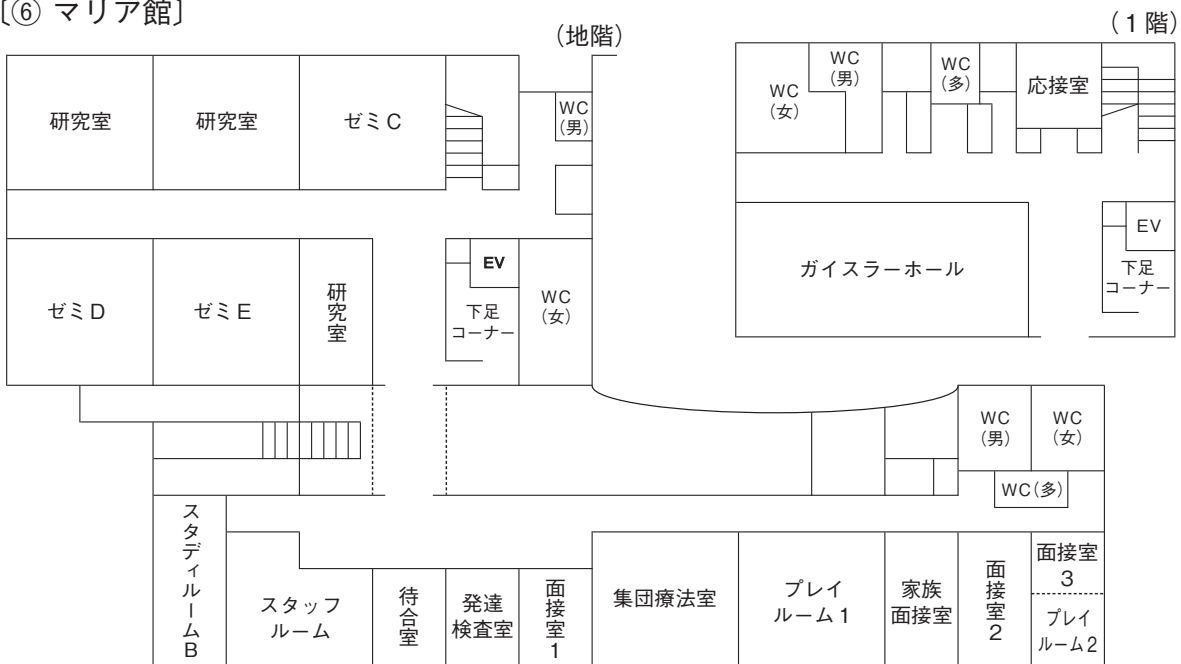 〔⑥ マリア館〕
(地階)
(1階)
研究室
研究室
ゼミC
WC
(男)
WC
(女)
WC
(男)
WC
(多)
応接室
ゼミD
ゼミE
研究室
EV
下足
コーナー
WC
(女)
ガイスラーホール
EV
下足
コーナー
WC
(男)
WC
(女)
WC(多)
スタディルームB
スタッフ
ルーム
待合室
発達
検査室
面接室1
集団療法室
プレイ
ルーム1
家族
面接室
面接室2
面接室
3
プレイ
ルーム2